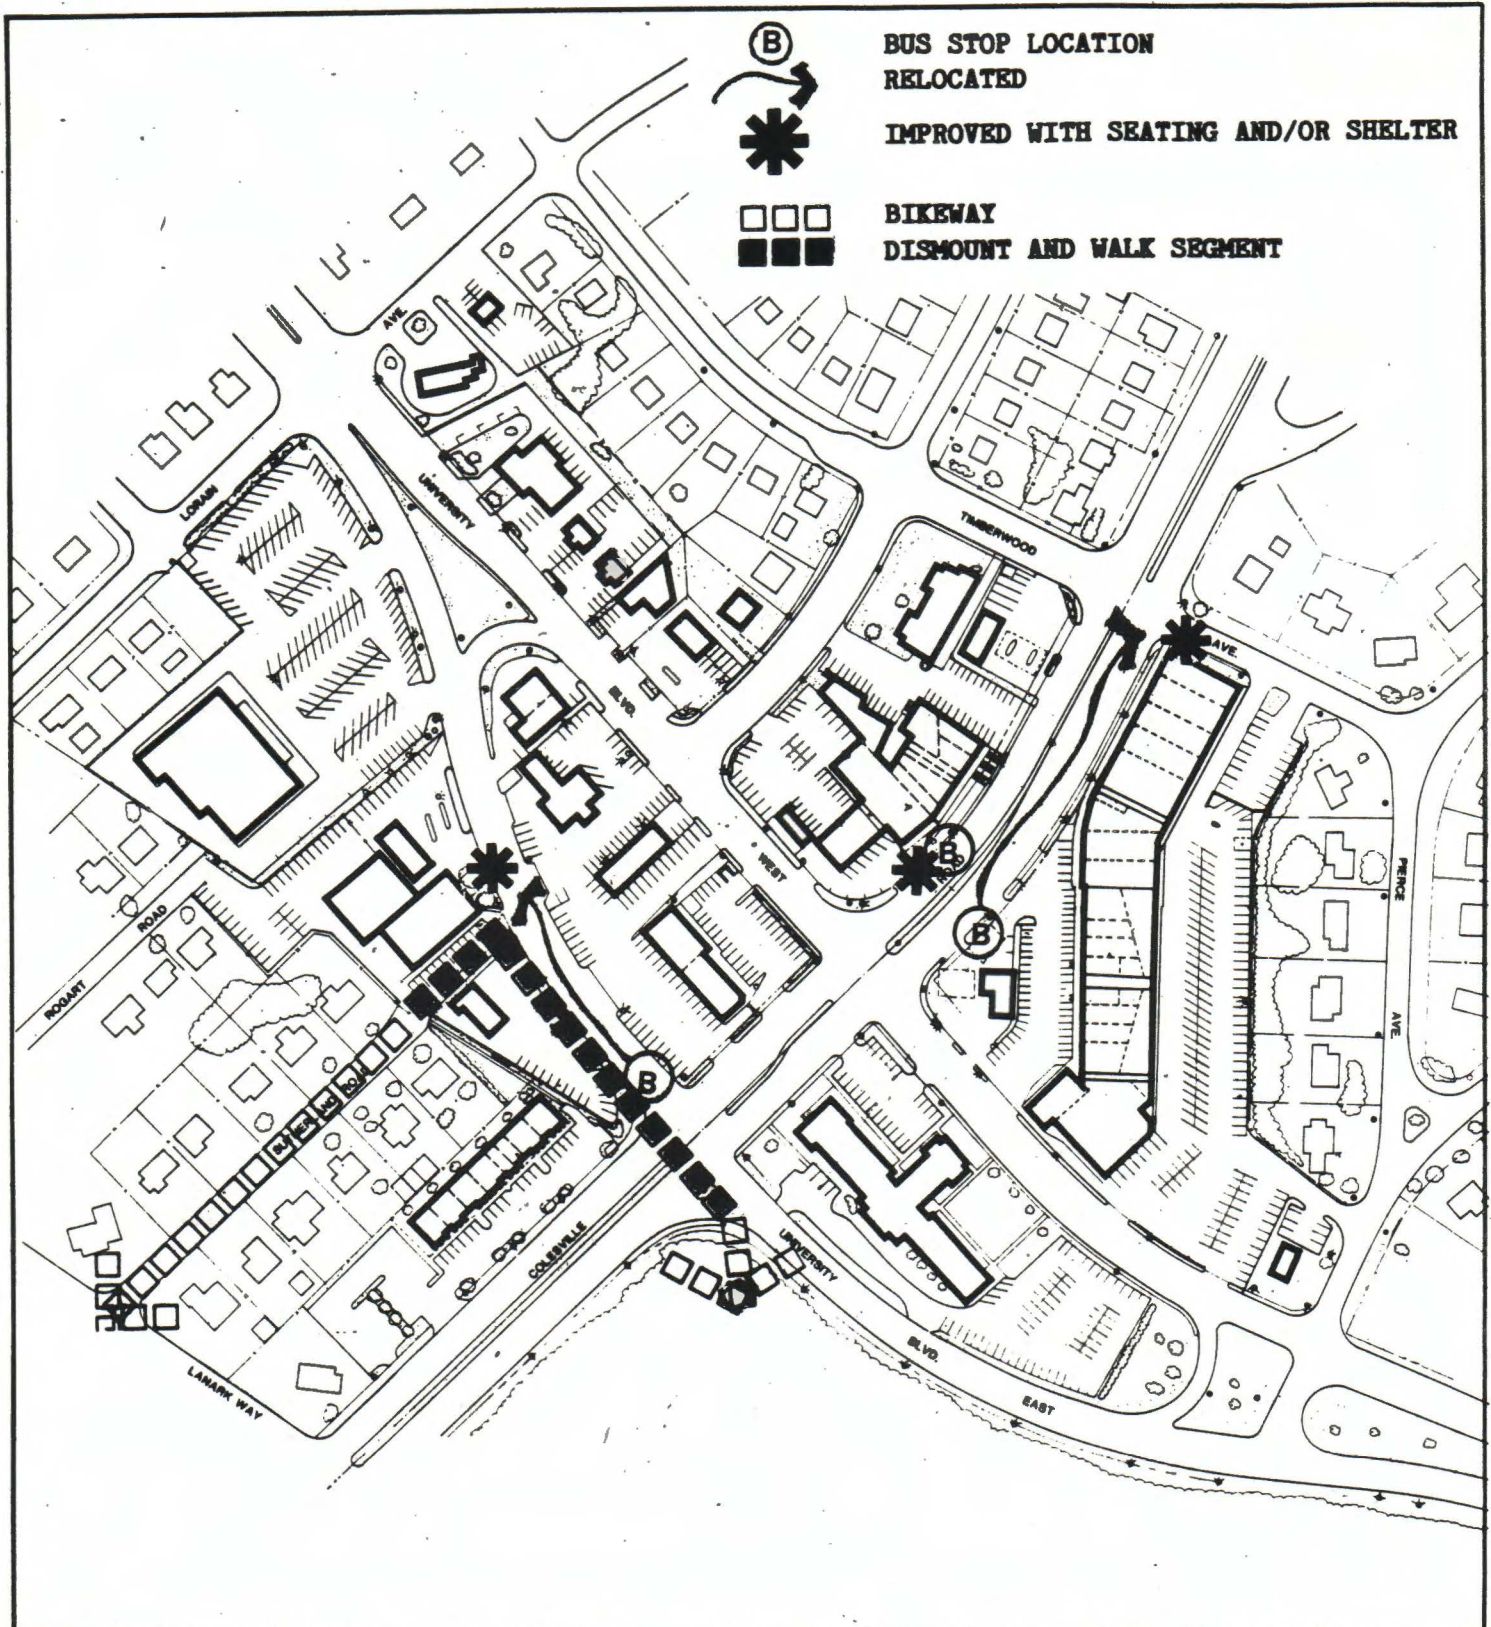 B BUS STOP LOCATION
RELOCATED
IMPROVED WITH SEATING AND/OR SHELTER
BIKEWAY
DISMOUNT AND WALK SEGMENT
AVE.
UNIVERSITY
LORAIN
TIMBERWOOD
AVE.
BLVD.
WEST
B
PIERCE
ROAD
B
ROGART
AVE.
B
COLESVILLE
UNIVERSITY
LANARK WAY
BLVD.
EAST